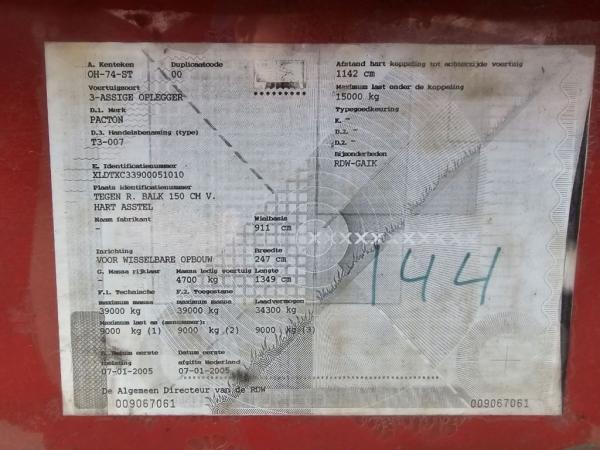 A. Kenteken Duplicatcode
OH-74-ST 00
Voertuigsoort
3-ASSIGE OPLEGGER
D.1. Merk
PACTON
D.3. Handelsbenaming (type)
T3-007
E. Identificatienummer
XLDTXC33900051010
Plaats identificatienummer
TEGEN R. BALK 150 CH V.
HART ASSTEL
Naam fabrikant Wielbasis
- 911 cm
Inrichting Breedte
VOOR WISSELBARE OPBOUW 247 cm
G. Massa rijklaar Massa ledig voertuig Lengte
- 4700 kg 1349 cm
F.1. Technische F.2. Toegestane
maximum massa maximum massa Laadvermogen
39000 kg 39000 kg 34300 kg
Maximum last as (asnummer):
9000 kg (1) 9000 kg (2) 9000 kg (3)
B. Datum eerste Datum eerste
toelating afgifte Nederland
07-01-2005 07-01-2005
De Algemeen Directeur van de RDW
009067061
Afstand hart koppeling tot achterzijde voertuig
1142 cm
Maximum last onder de koppeling
15000 kg
Typegoedkeuring
K. -
D.2. -
D.2. -
Bijzonderheden
RDW-GAIK
XXXXXXXXXX
144
009067061